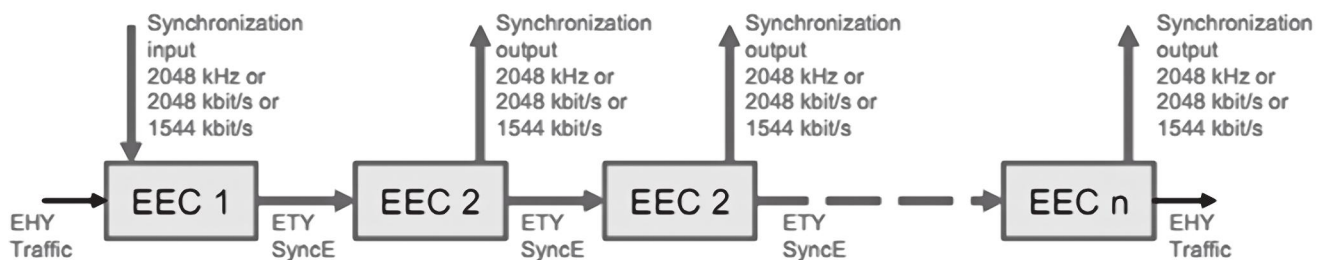 Synchronization
input
2048 kHz or
2048 kbit/s or
1544 kbit/s
Synchronization
output
2048 kHz or
2048 kbit/s or
1544 kbit/s
Synchronization
output
2048 kHz or
2048 kbit/s or
1544 kbit/s
Synchronization
output
2048 kHz or
2048 kbit/s or
1544 kbit/s
EHY
Traffic
EEC 1
ETY
SyncE
EEC 2
ETY
SyncE
EEC 2
ETY
SyncE
EEC n
EHY
Traffic